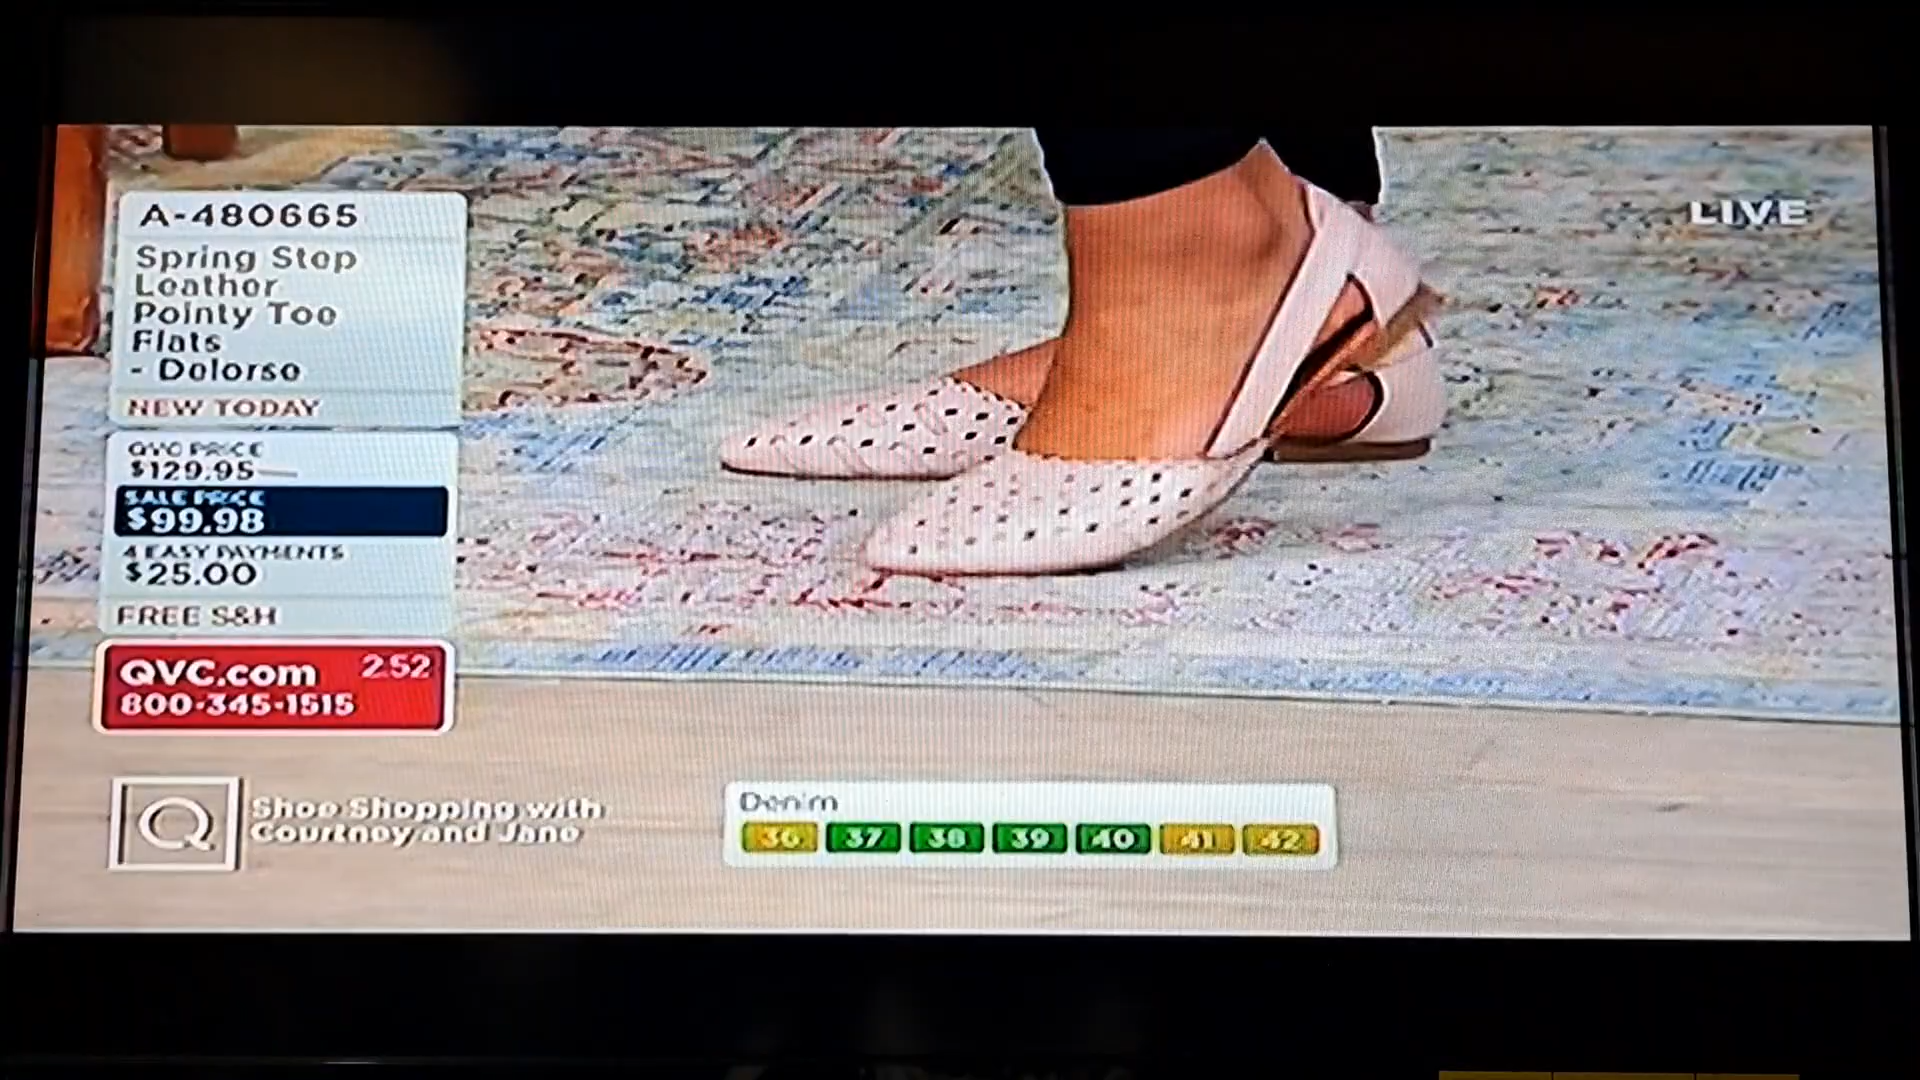 A-480665
Spring Step
Leather
Pointy Toe
Flats
- Delorse
NEW TODAY
QVC PRICE
$129.95
SALE PRICE
$99.98
4 EASY PAYMENTS
$25.00
FREE S&H
QVC.com 2:52
800-345-1515
Q
Shoe Shopping with
Courtney and Jane
Denim
36 37 38 39 40 41 42
LIVE